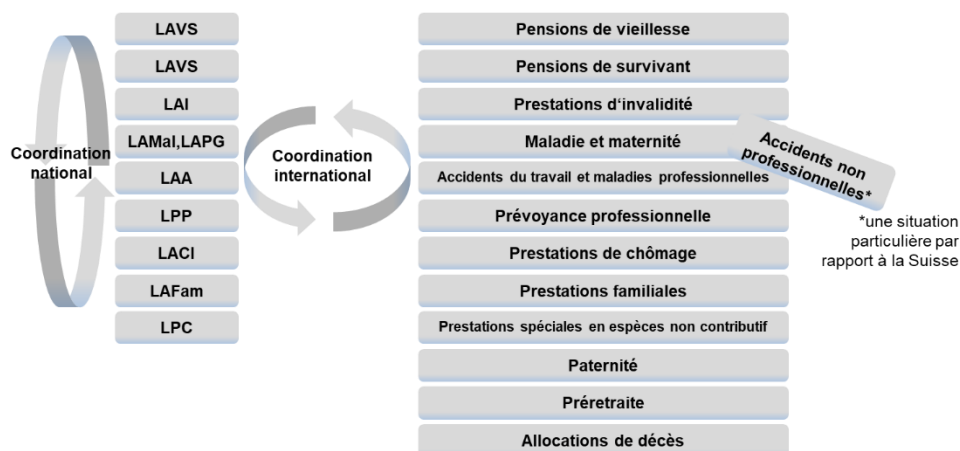 LAVS
LAVS
LAI
LAMal,LAPG
LAA
LPP
LACI
LAFam
LPC
Coordination
national
Coordination
international
Pensions de vieillesse
Pensions de survivant
Prestations d‘invalidité
Maladie et maternité
Accidents du travail et maladies professionnelles
Prévoyance professionnelle
Prestations de chômage
Prestations familiales
Prestations spéciales en espèces non contributif
Paternité
Préretraite
Allocations de décès
Accidents non
professionnelles*
*une situation
particulière par
rapport à la Suisse